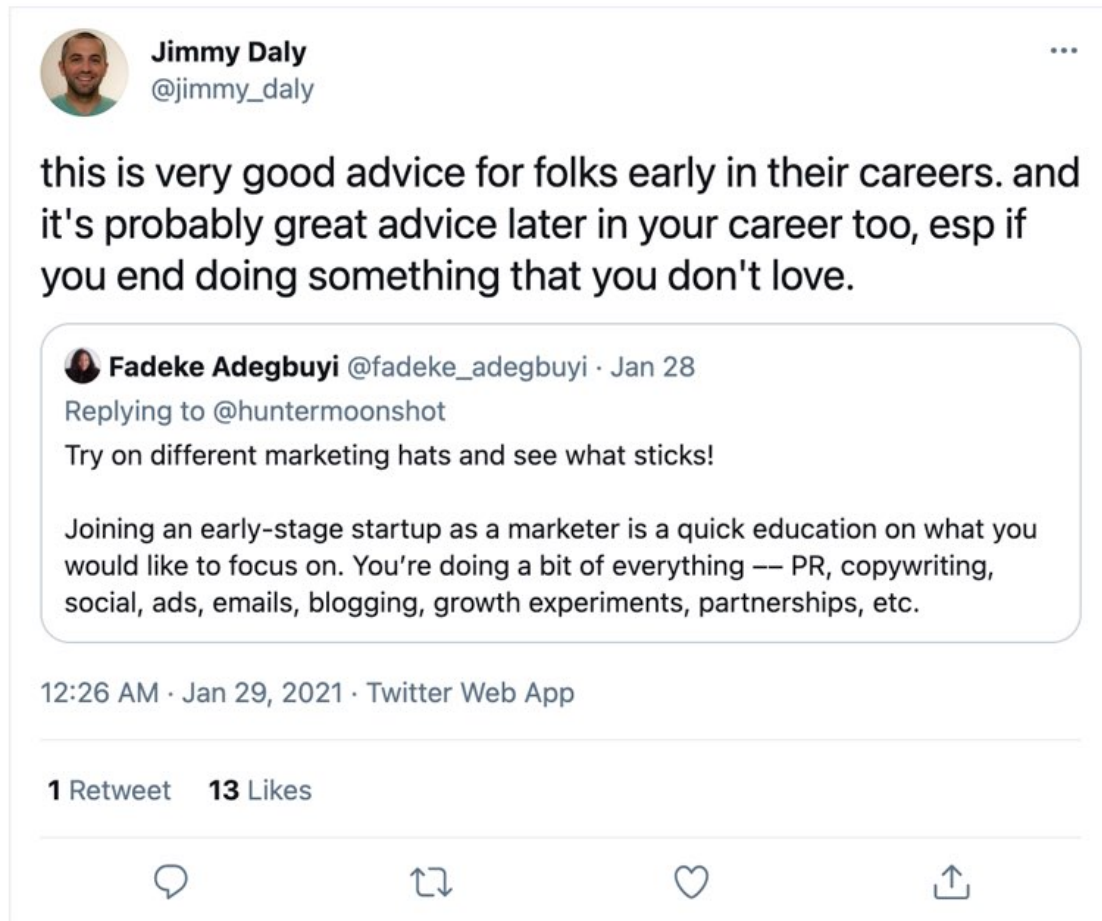 Jimmy Daly
@jimmy_daly
this is very good advice for folks early in their careers. and
it's probably great advice later in your career too, esp if
you end doing something that you don't love.
Fadeke Adegbuyi @fadeke_adegbuyi · Jan 28
Replying to @huntermoonshot
Try on different marketing hats and see what sticks!
Joining an early-stage startup as a marketer is a quick education on what you
would like to focus on. You’re doing a bit of everything –– PR, copywriting,
social, ads, emails, blogging, growth experiments, partnerships, etc.
12:26 AM · Jan 29, 2021 · Twitter Web App
1 Retweet 13 Likes